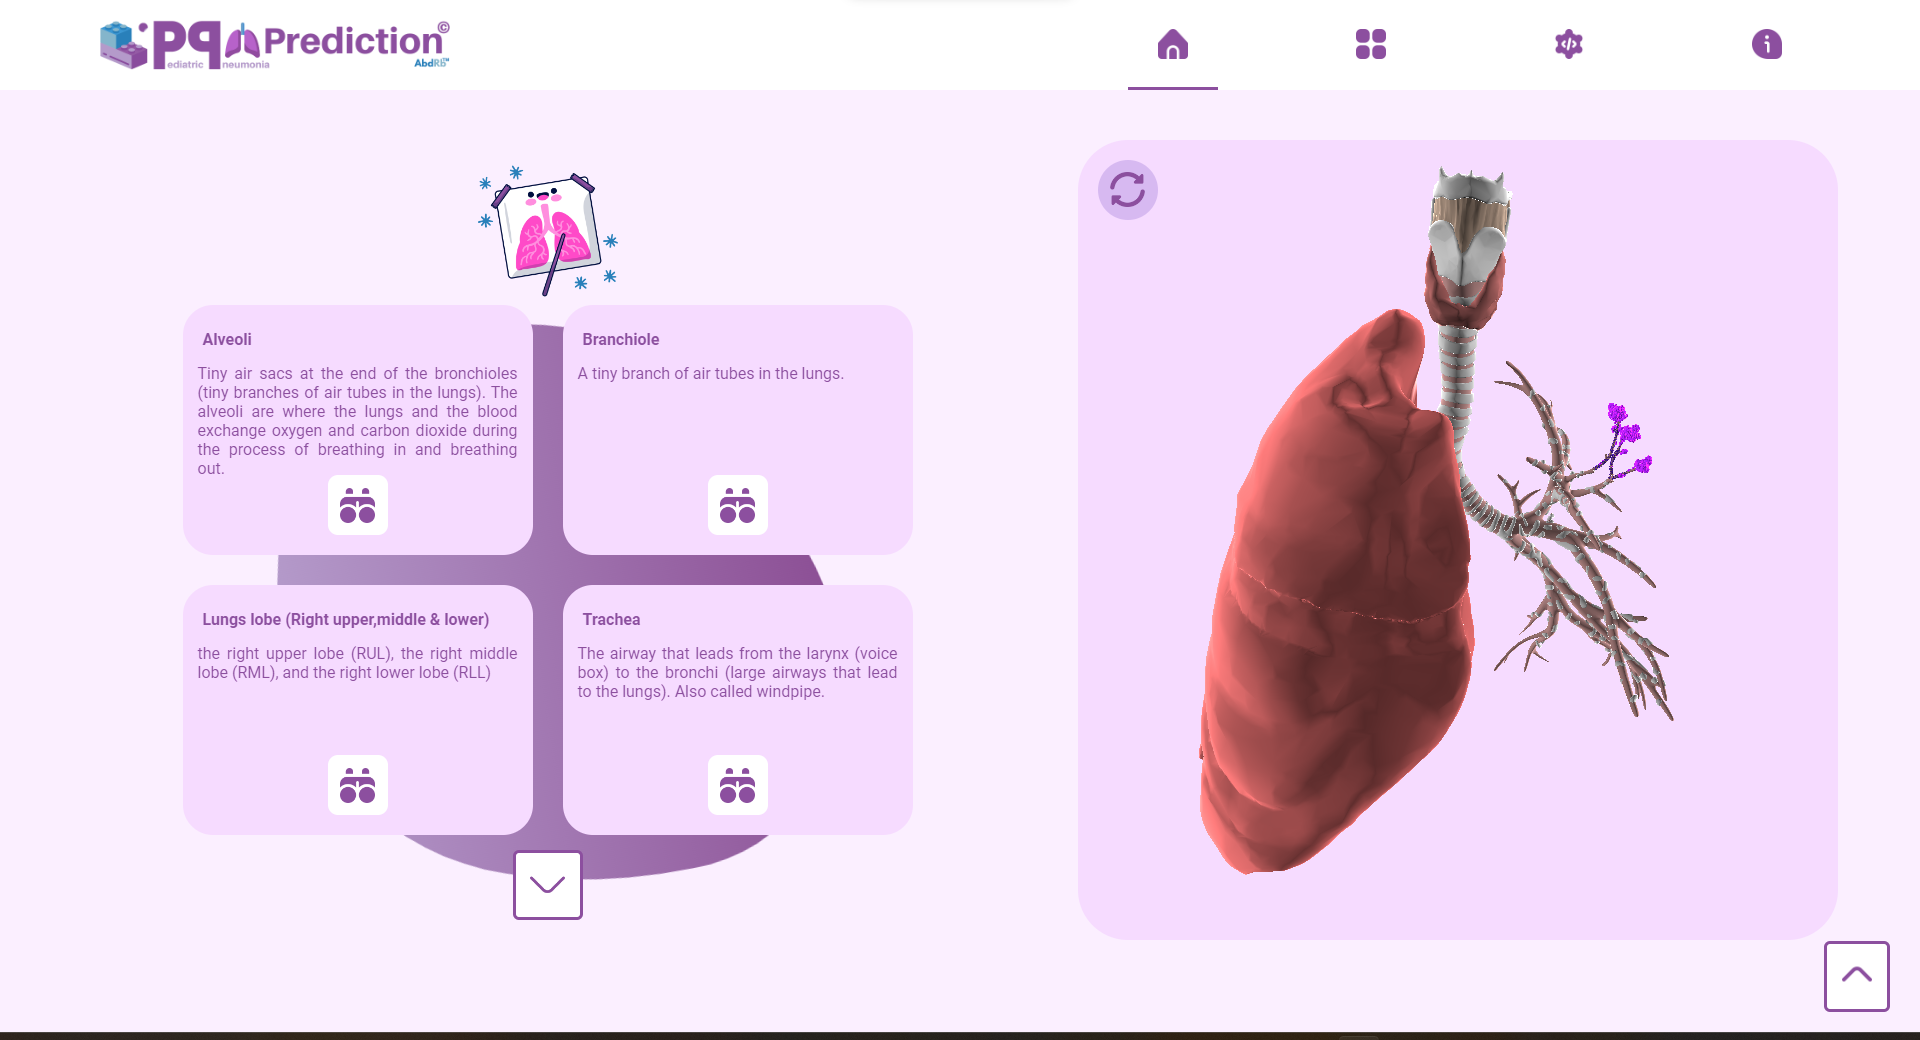 pq Prediction©
ediatric neumonia
AbdRB™
Alveoli
Tiny air sacs at the end of the bronchioles
(tiny branches of air tubes in the lungs). The
alveoli are where the lungs and the blood
exchange oxygen and carbon dioxide during
the process of breathing in and breathing
out.
Branchiole
A tiny branch of air tubes in the lungs.
Lungs lobe (Right upper,middle & lower)
the right upper lobe (RUL), the right middle
lobe (RML), and the right lower lobe (RLL)
Trachea
The airway that leads from the larynx (voice
box) to the bronchi (large airways that lead
to the lungs). Also called windpipe.